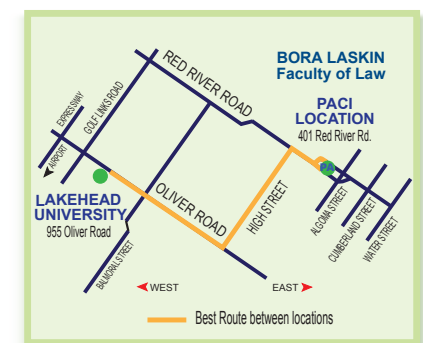 BORA LASKIN
Faculty of Law
RED RIVER ROAD
PACI
LOCATION
401 Red River Rd.
EXPRESSWAY
GOLF LINKS ROAD
AIRPORT
PA
LAKEHEAD
UNIVERSITY
955 Oliver Road
OLIVER ROAD
HIGH STREET
ALGOMA STREET
CUMBERLAND STREET
WATER STREET
BALMORAL STREET
WEST
EAST
Best Route between locations